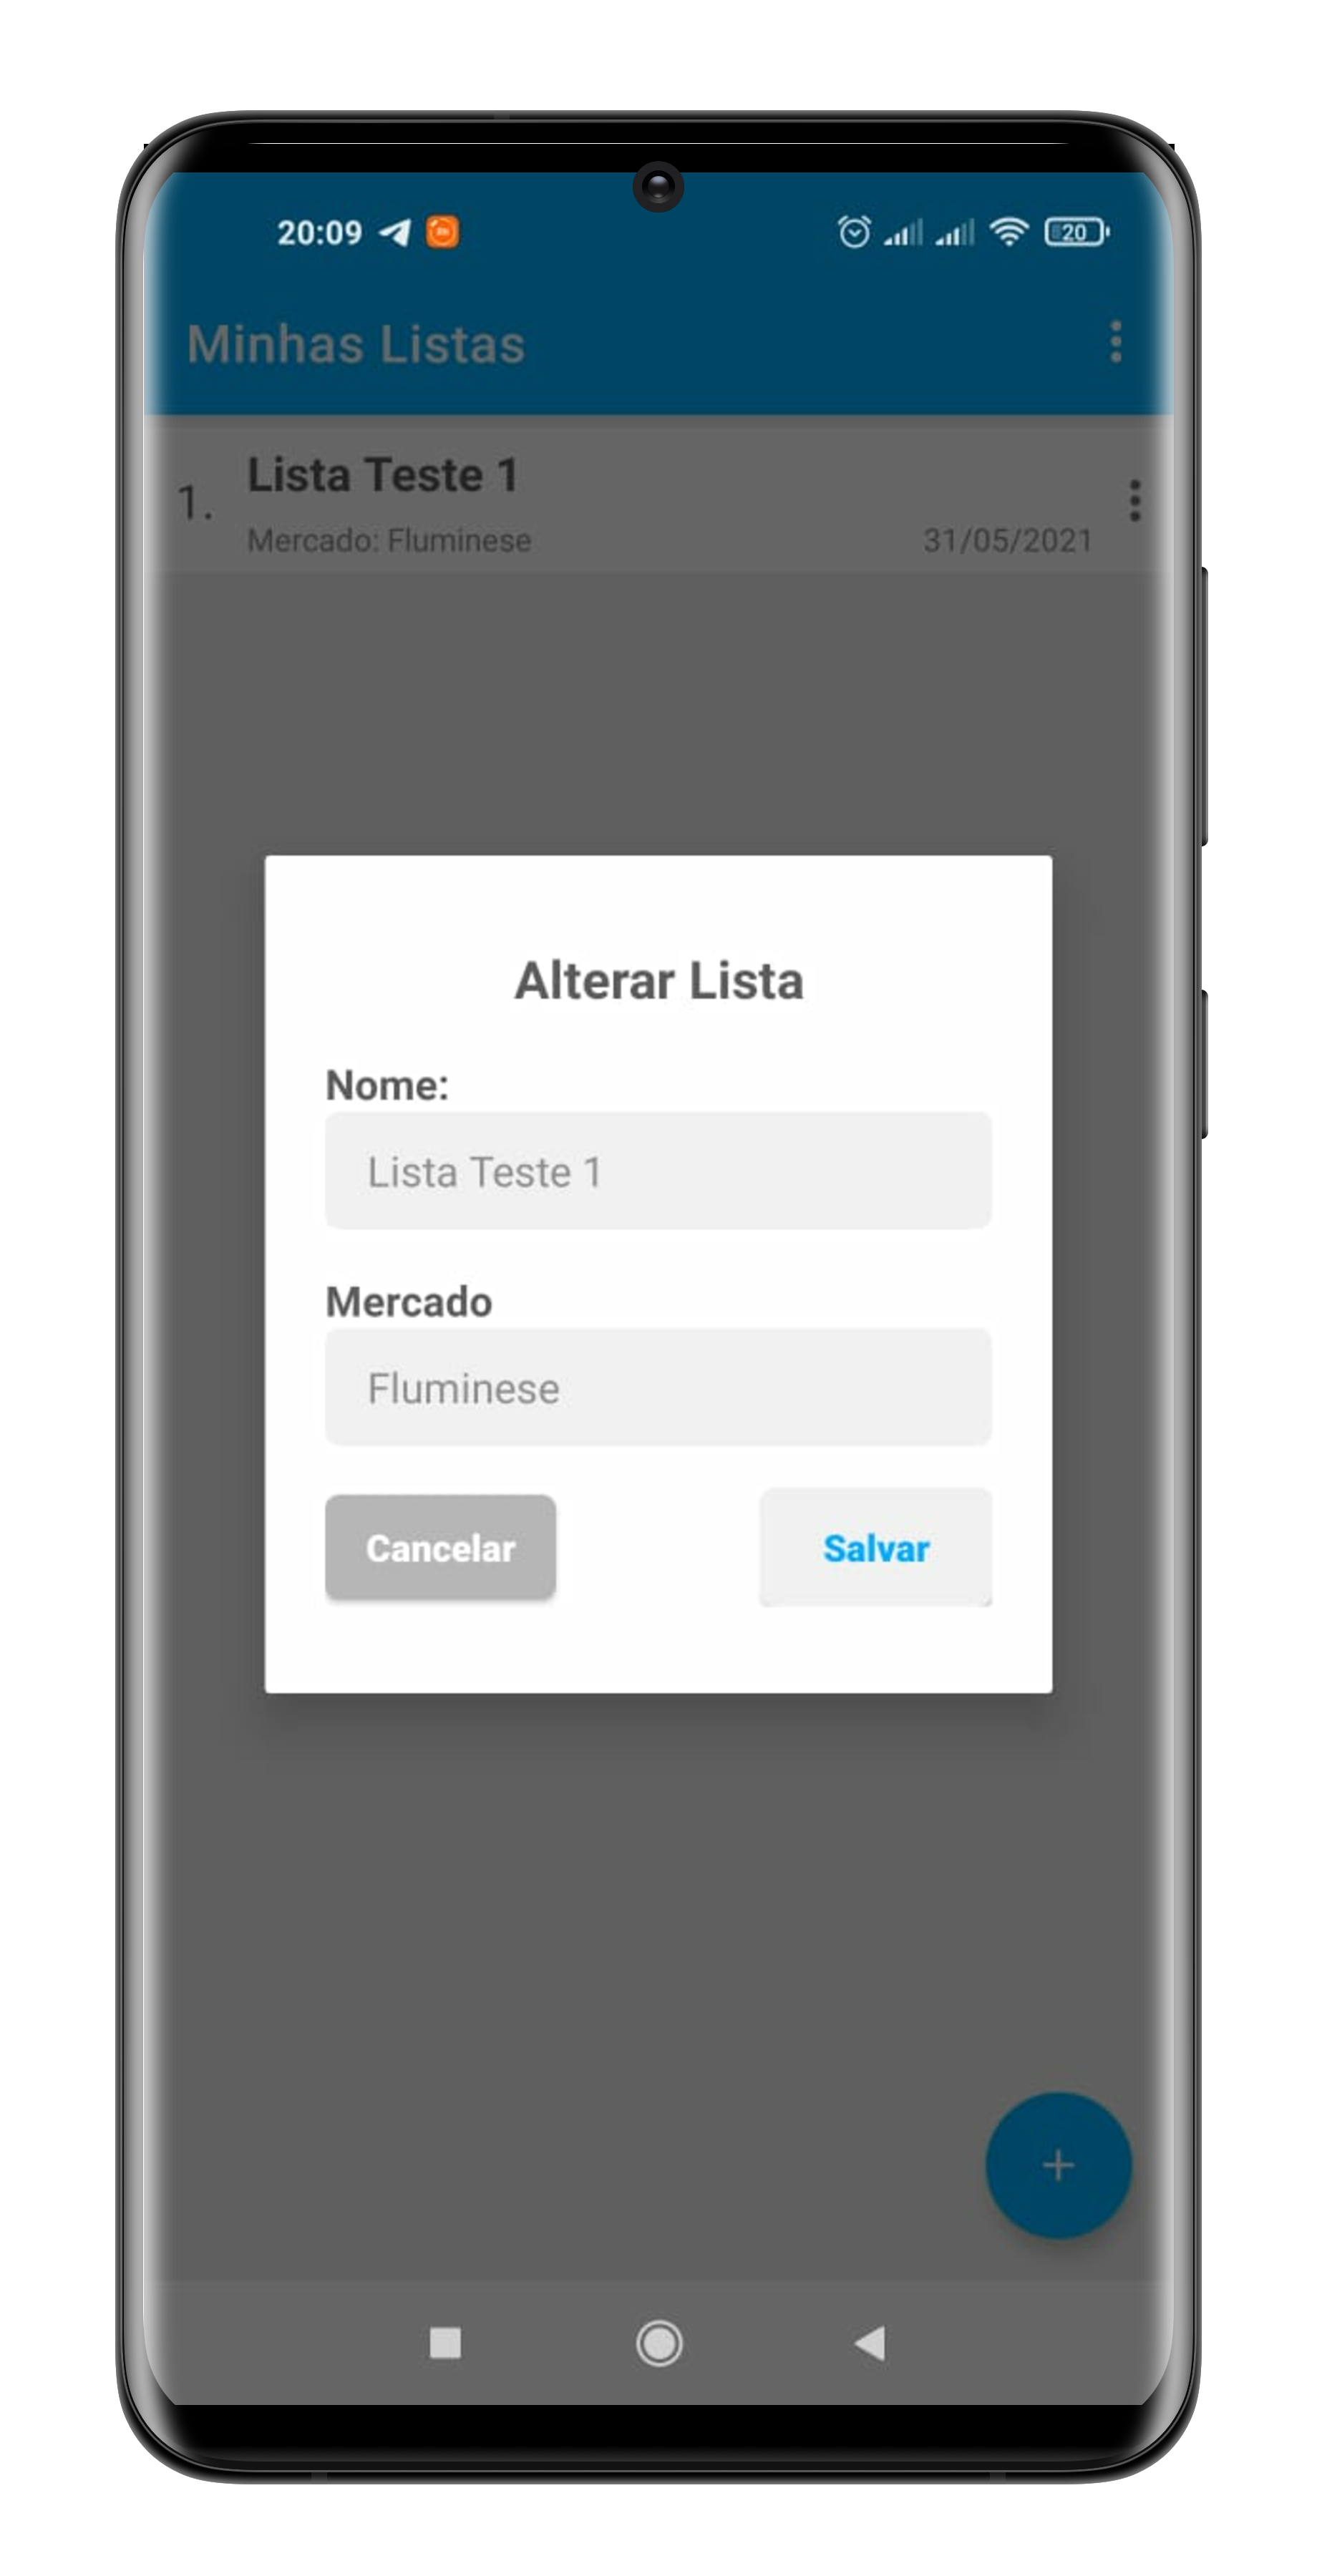 20:09
20
Minhas Listas
1.
Lista Teste 1
Mercado: Fluminese
31/05/2021
Alterar Lista
Nome:
Lista Teste 1
Mercado
Fluminese
Cancelar
Salvar
+